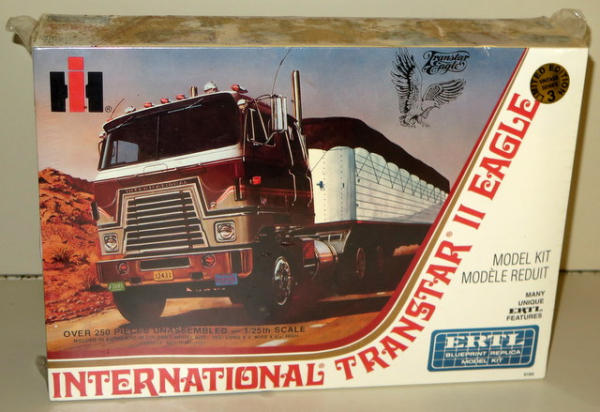 IH®
Transtar
Eagle
LIMITED EDITION
3
INTERNATIONAL® TRANSTAR® II EAGLE
MODEL KIT
MODÈLE REDUIT
MANY
UNIQUE
ERTL
FEATURES
OVER 250 PIECES UNASSEMBLED — 1/25th SCALE
ERTL
BLUEPRINT REPLICA
MODEL KIT